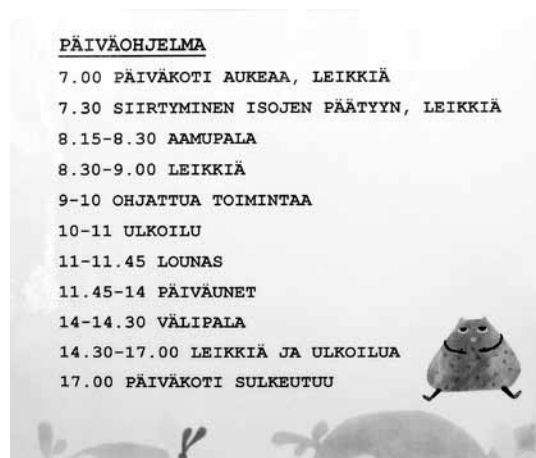 PÄIVÄOHJELMA
7.00 PÄIVÄKOTI AUKEAA, LEIKKIÄ
7.30 SIIRTYMINEN ISOJEN PÄÄTYYN, LEIKKIÄ
8.15-8.30 AAMUPALA
8.30-9.00 LEIKKIÄ
9-10 OHJATTUA TOIMINTAA
10-11 ULKOILU
11-11.45 LOUNAS
11.45-14 PÄIVÄUNET
14-14.30 VÄLIPALA
14.30-17.00 LEIKKIÄ JA ULKOILUA
17.00 PÄIVÄKOTI SULKEUTUU